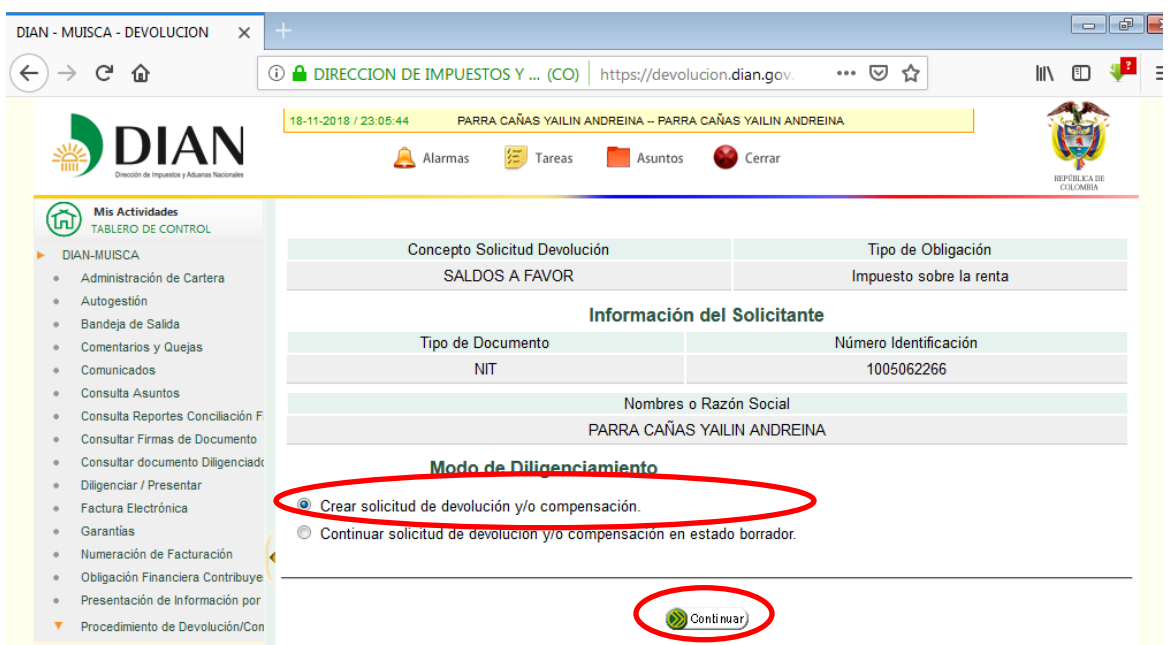 DIAN - MUISCA - DEVOLUCION
DIRECCION DE IMPUESTOS Y ... (CO) https://devolucion.dian.gov.
18-11-2018 / 23:05:44 PARRA CAÑAS YAILIN ANDREINA -- PARRA CAÑAS YAILIN ANDREINA
DIAN
Dirección de Impuestos y Aduanas Nacionales
Alarmas Tareas Asuntos Cerrar
REPÚBLICA DE
COLOMBIA
Mis Actividades
TABLERO DE CONTROL
DIAN-MUISCA
Administración de Cartera
Autogestión
Bandeja de Salida
Comentarios y Quejas
Comunicados
Consulta Asuntos
Consulta Reportes Conciliación F
Consultar Firmas de Documento
Consultar documento Diligenciado
Diligenciar / Presentar
Factura Electrónica
Garantías
Numeración de Facturación
Obligación Financiera Contribuye
Presentación de Información por
Procedimiento de Devolución/Com
Concepto Solicitud Devolución Tipo de Obligación
SALDOS A FAVOR Impuesto sobre la renta
Información del Solicitante
Tipo de Documento Número Identificación
NIT 1005062266
Nombres o Razón Social
PARRA CAÑAS YAILIN ANDREINA
Modo de Diligenciamiento
Crear solicitud de devolución y/o compensación.
Continuar solicitud de devolución y/o compensación en estado borrador.
Continuar